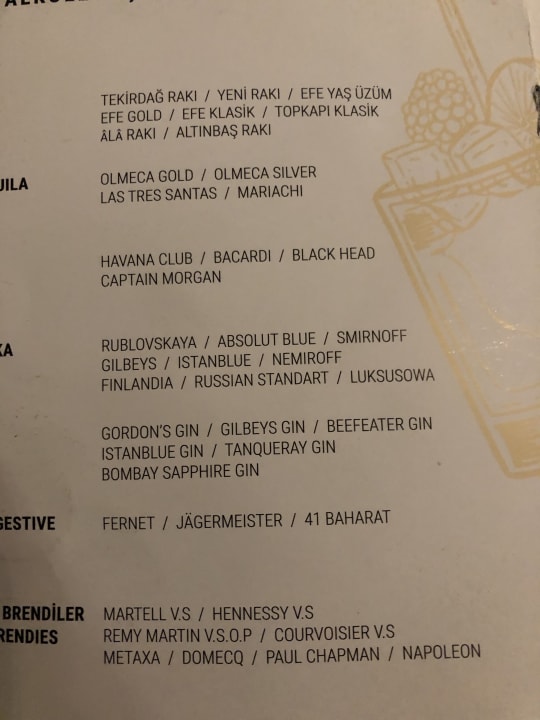 TEKİRDAĞ RAKI / YENİ RAKI / EFE YAŞ ÜZÜM
EFE GOLD / EFE KLASİK / TOPKAPI KLASİK
ÂLÂ RAKI / ALTINBAŞ RAKI
UILA OLMECA GOLD / OLMECA SILVER
LAS TRES SANTAS / MARIACHI
HAVANA CLUB / BACARDI / BLACK HEAD
CAPTAIN MORGAN
KA RUBLOVSKAYA / ABSOLUT BLUE / SMIRNOFF
GILBEYS / ISTANBLUE / NEMIROFF
FINLANDIA / RUSSIAN STANDART / LUKSUSOWA
GORDON'S GIN / GILBEYS GIN / BEEFEATER GIN
ISTANBLUE GIN / TANQUERAY GIN
BOMBAY SAPPHIRE GIN
GESTIVE FERNET / JÄGERMEISTER / 41 BAHARAT
BRENDİLER MARTELL V.S / HENNESSY V.S
RENDIES REMY MARTIN V.S.O.P / COURVOISIER V.S
METAXA / DOMECQ / PAUL CHAPMAN / NAPOLEON